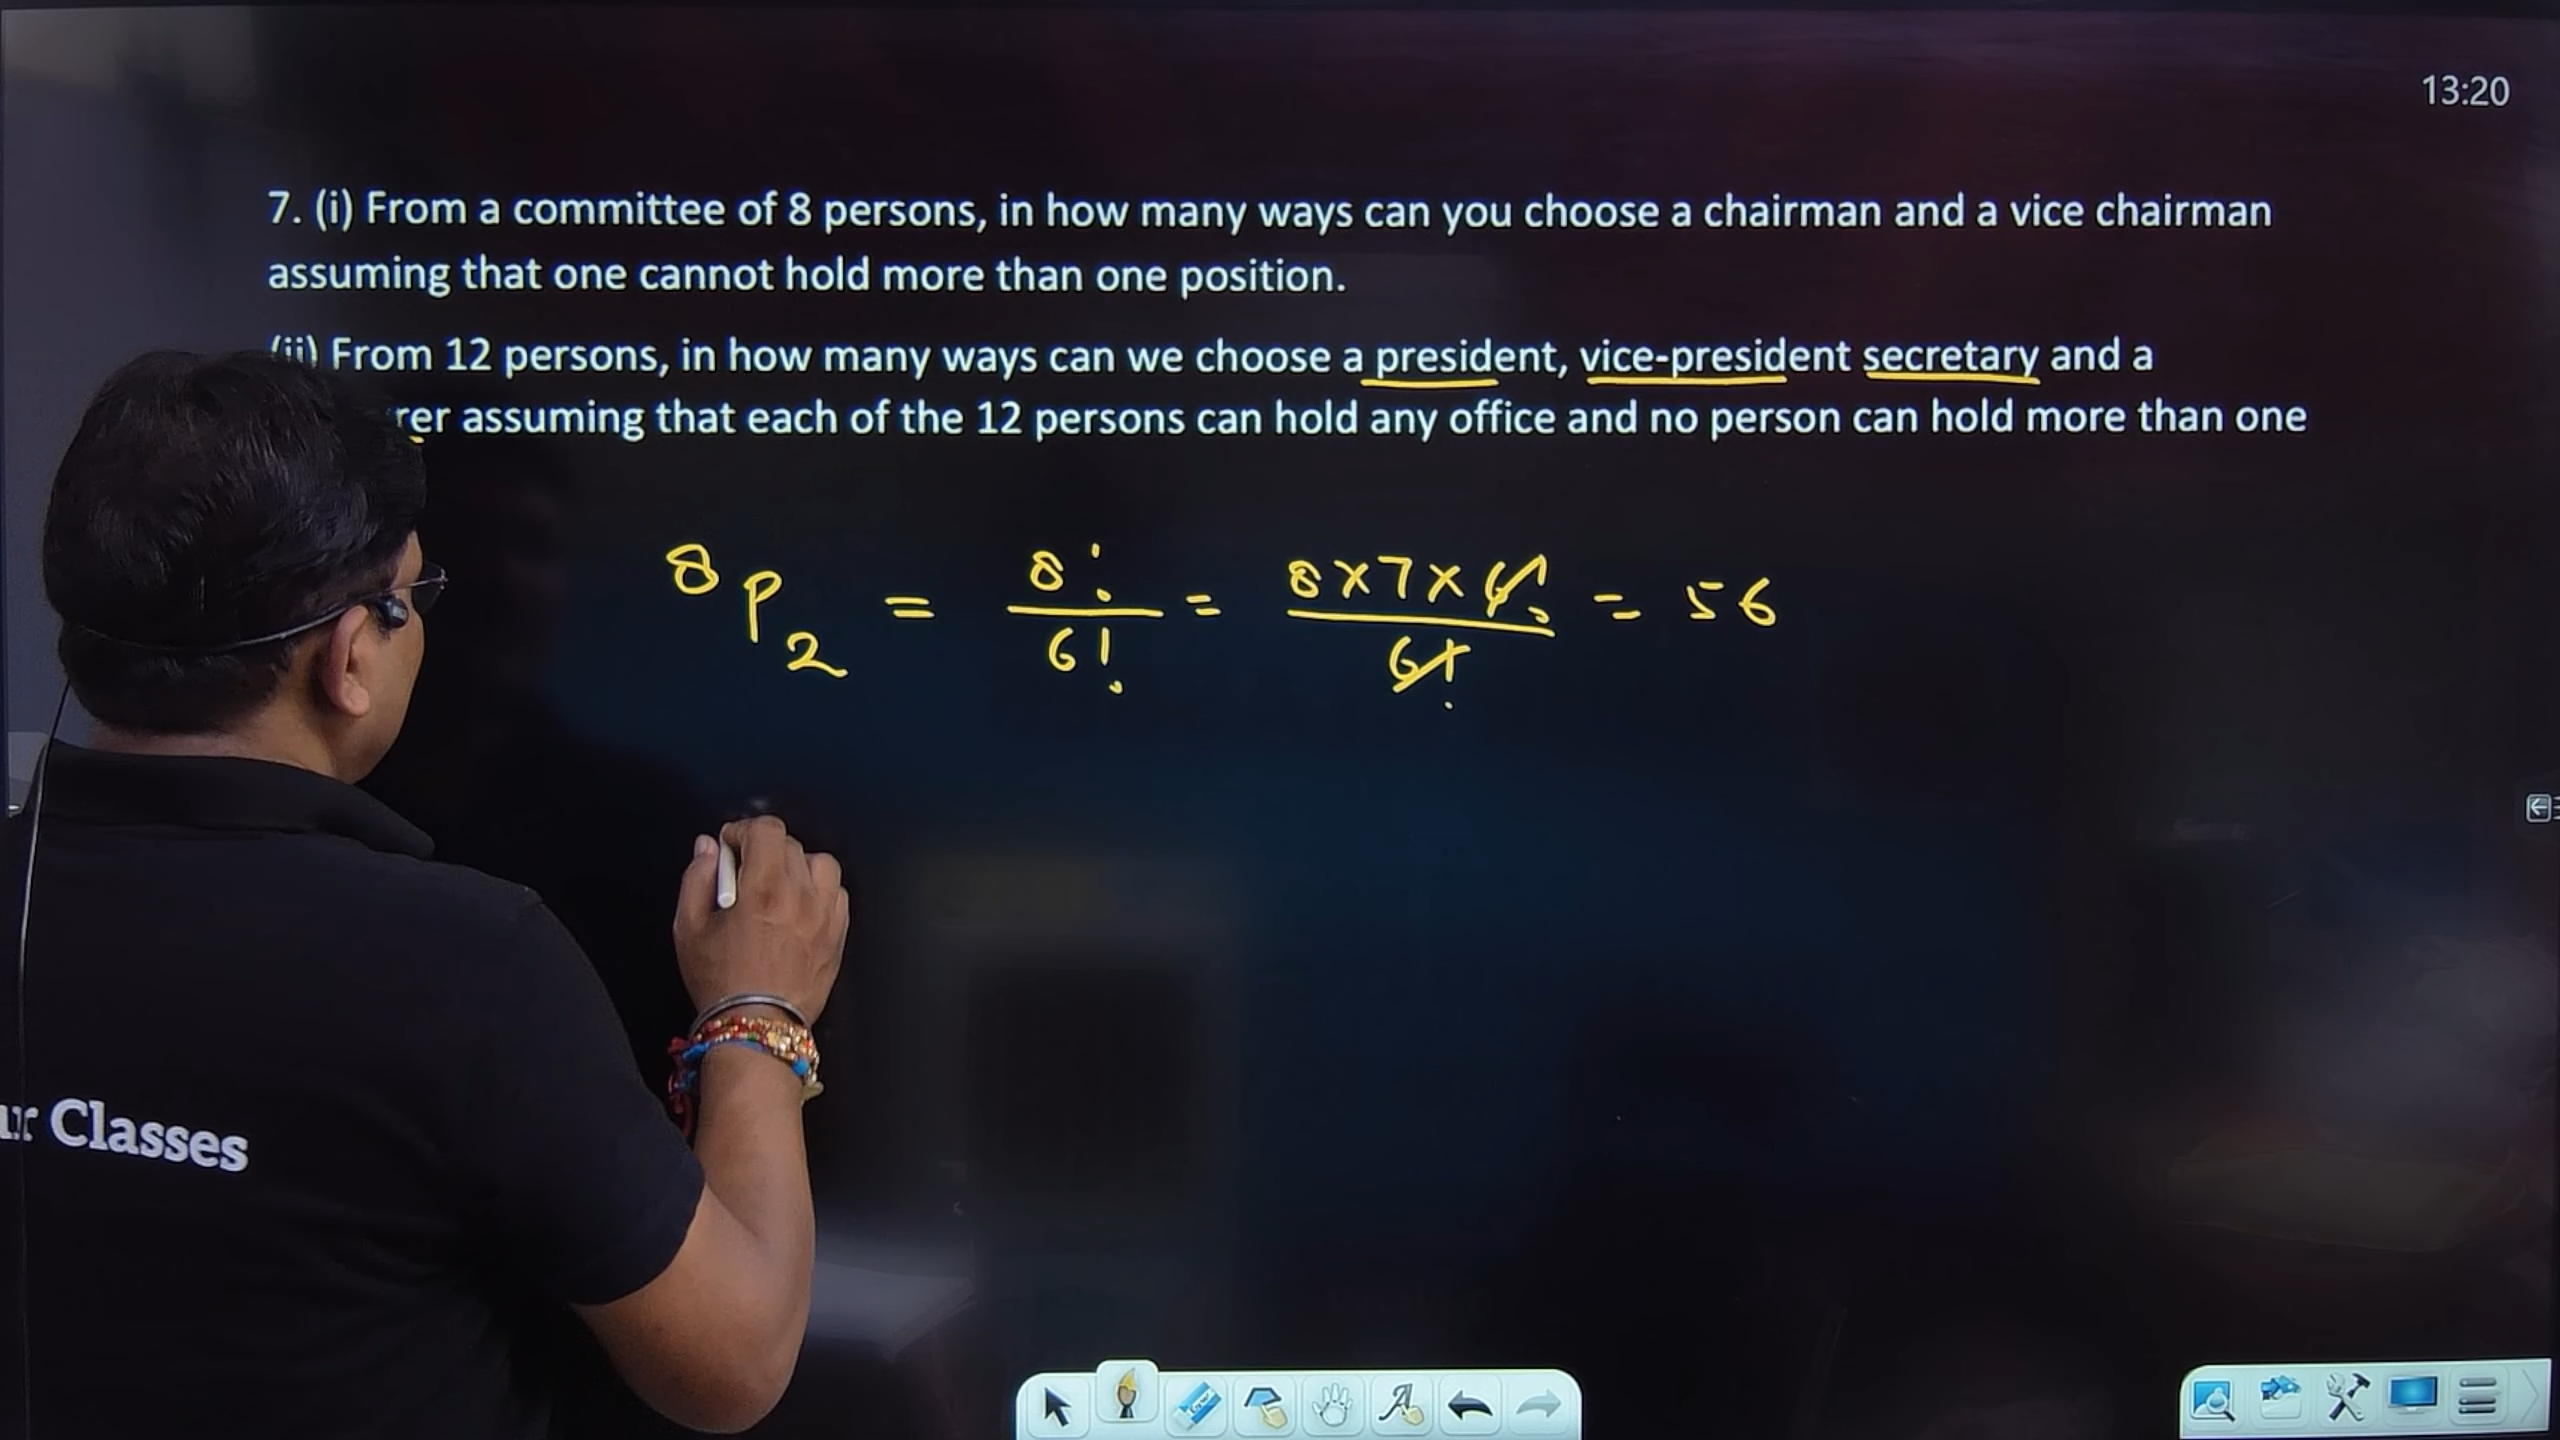 13:20
7. (i) From a committee of 8 persons, in how many ways can you choose a chairman and a vice chairman
assuming that one cannot hold more than one position.
(ii) From 12 persons, in how many ways can we choose a president, vice-president secretary and a
rer assuming that each of the 12 persons can hold any office and no person can hold more than one
⁸P₂ = 8!/6! = 8×7×6!/6! = 56
ur Classes